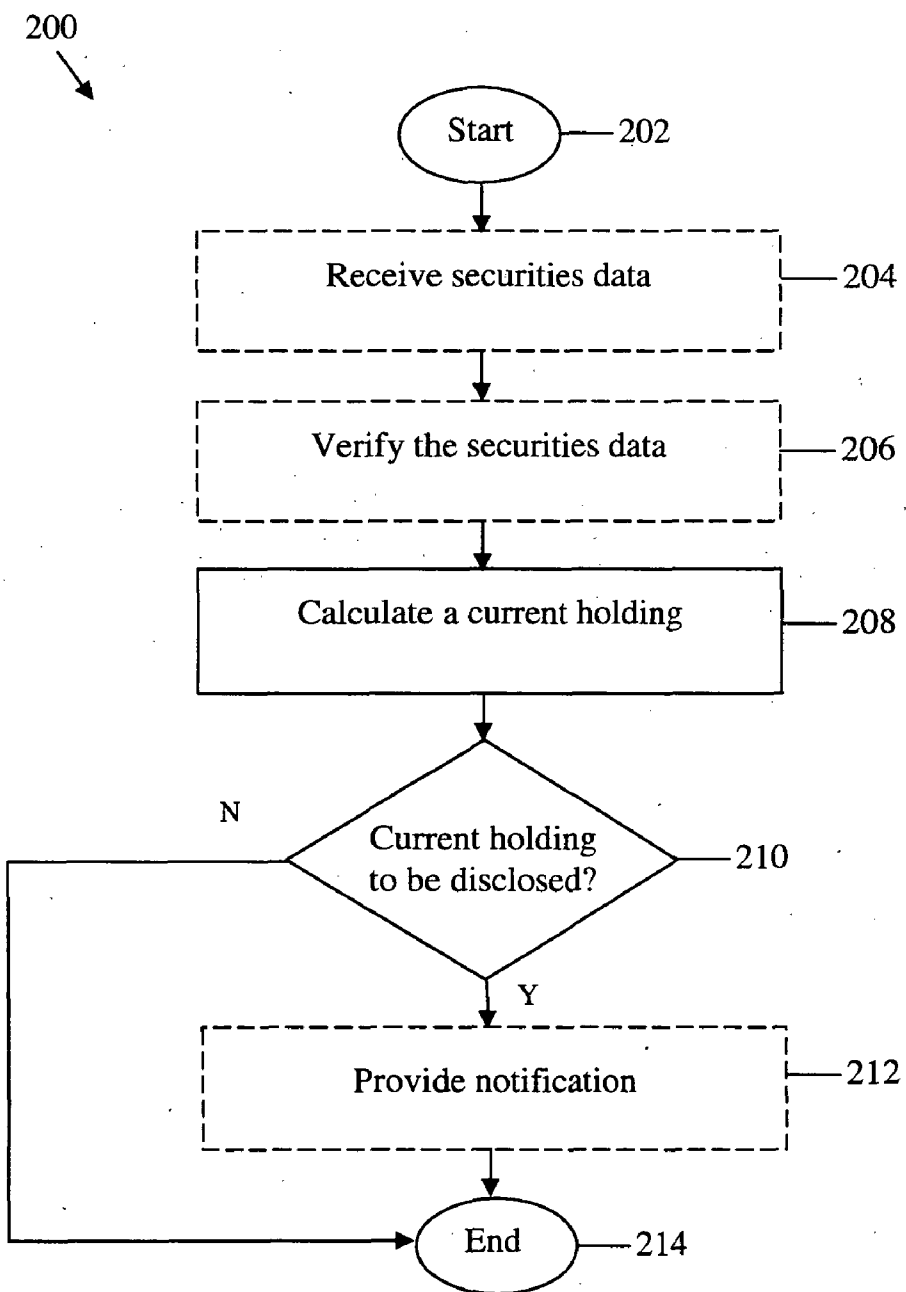 200
Start
202
Receive securities data
204
Verify the securities data
206
Calculate a current holding
208
N
Current holding
to be disclosed?
210
Y
Provide notification
212
End
214